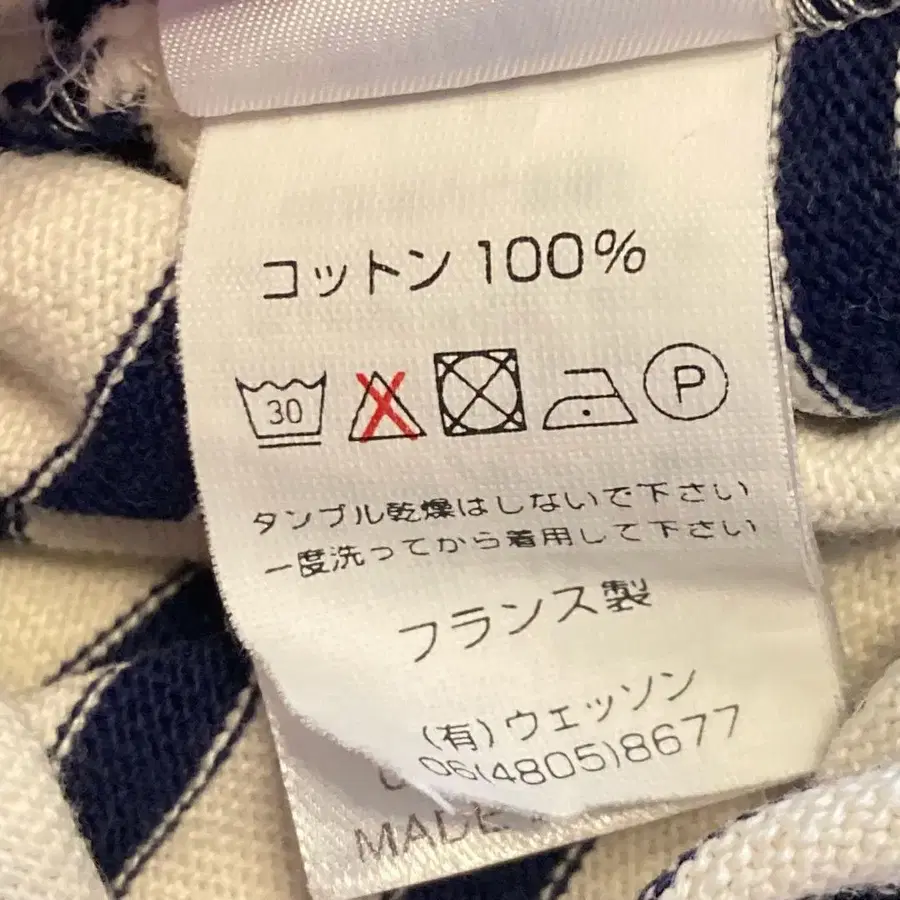 コットン 100%
30 P
タンブル乾燥はしないで下さい
一度洗ってから着用して下さい
フランス製
(有)ウェッソン
06(4805)8677
MADE